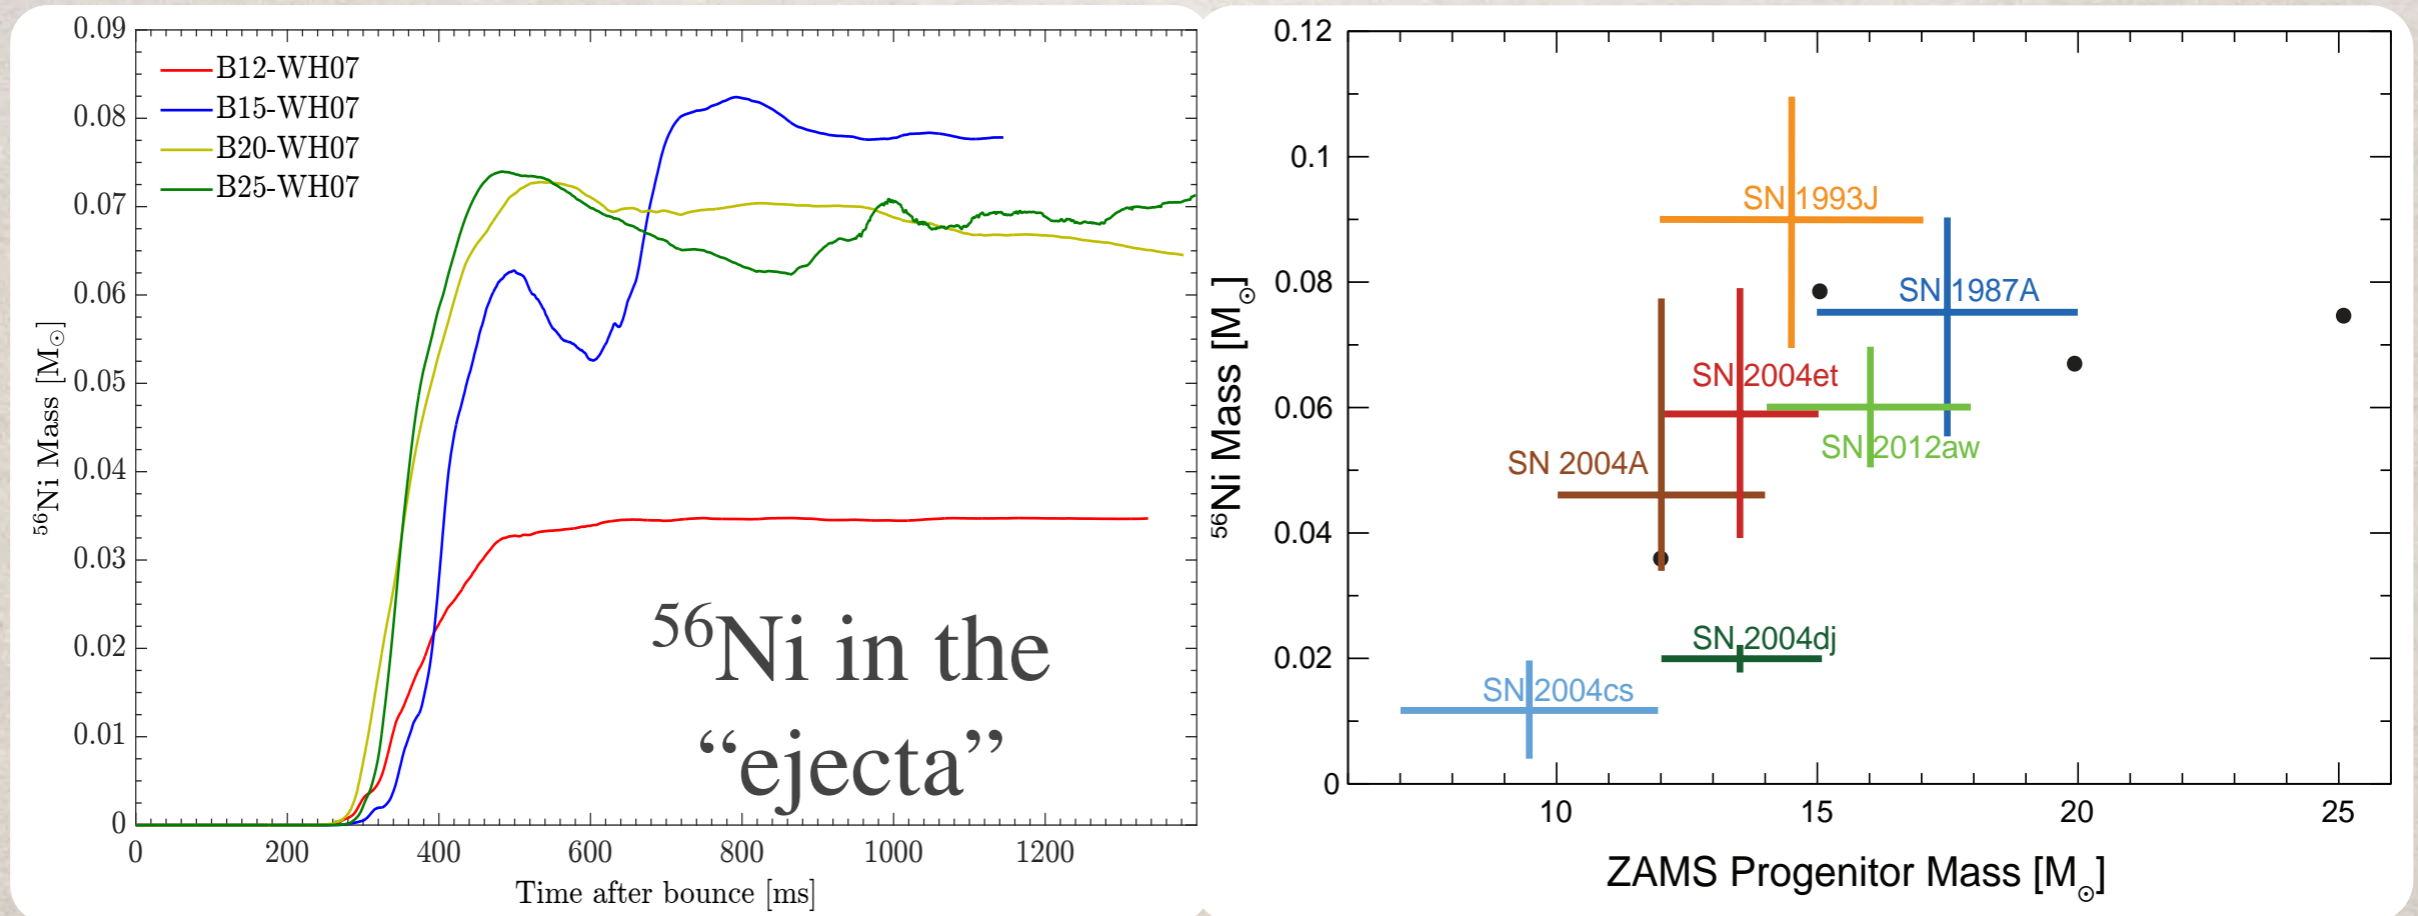 0.09
0.08
0.07
0.06
0.05
0.04
0.03
0.02
0.01
0
⁵⁶Ni Mass [M⊙]
B12-WH07
B15-WH07
B20-WH07
B25-WH07
⁵⁶Ni in the
“ejecta”
0 200 400 600 800 1000 1200
Time after bounce [ms]
0.12
0.1
0.08
0.06
0.04
0.02
0
⁵⁶Ni Mass [M⊙]
SN 1993J
SN 1987A
SN 2004et
SN 2012aw
SN 2004A
SN 2004dj
SN 2004cs
10 15 20 25
ZAMS Progenitor Mass [M⊙]